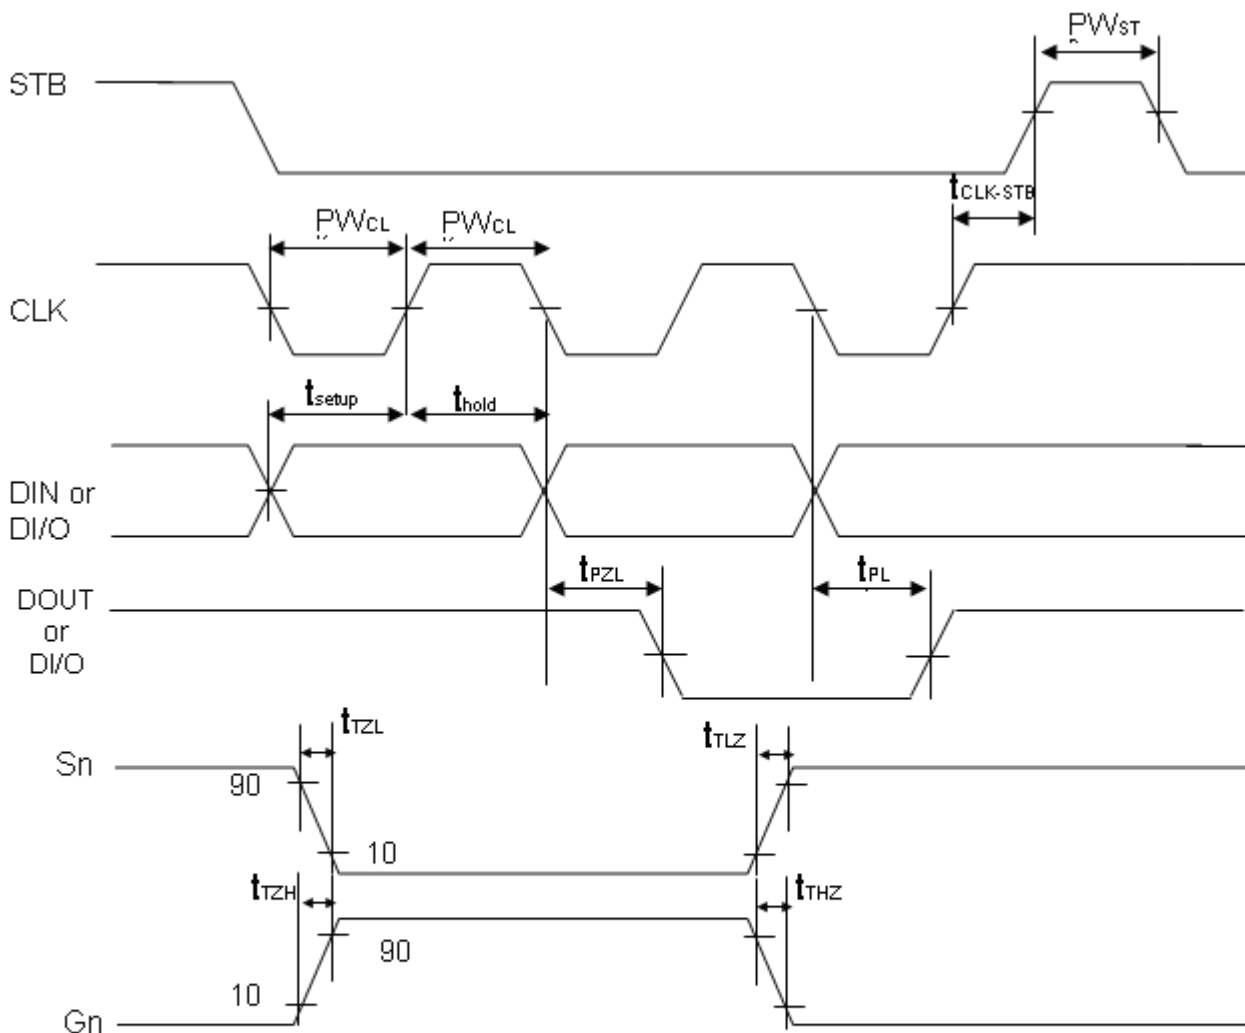 PWST
STB
tCLK-STB
PWCL
PWCL
CLK
tsetup
thold
DIN or
DI/O
tPZL
tPL
DOUT
or
DI/O
tTZL
tTLZ
Sn
90
10
tTZH
tTHZ
90
10
Gn